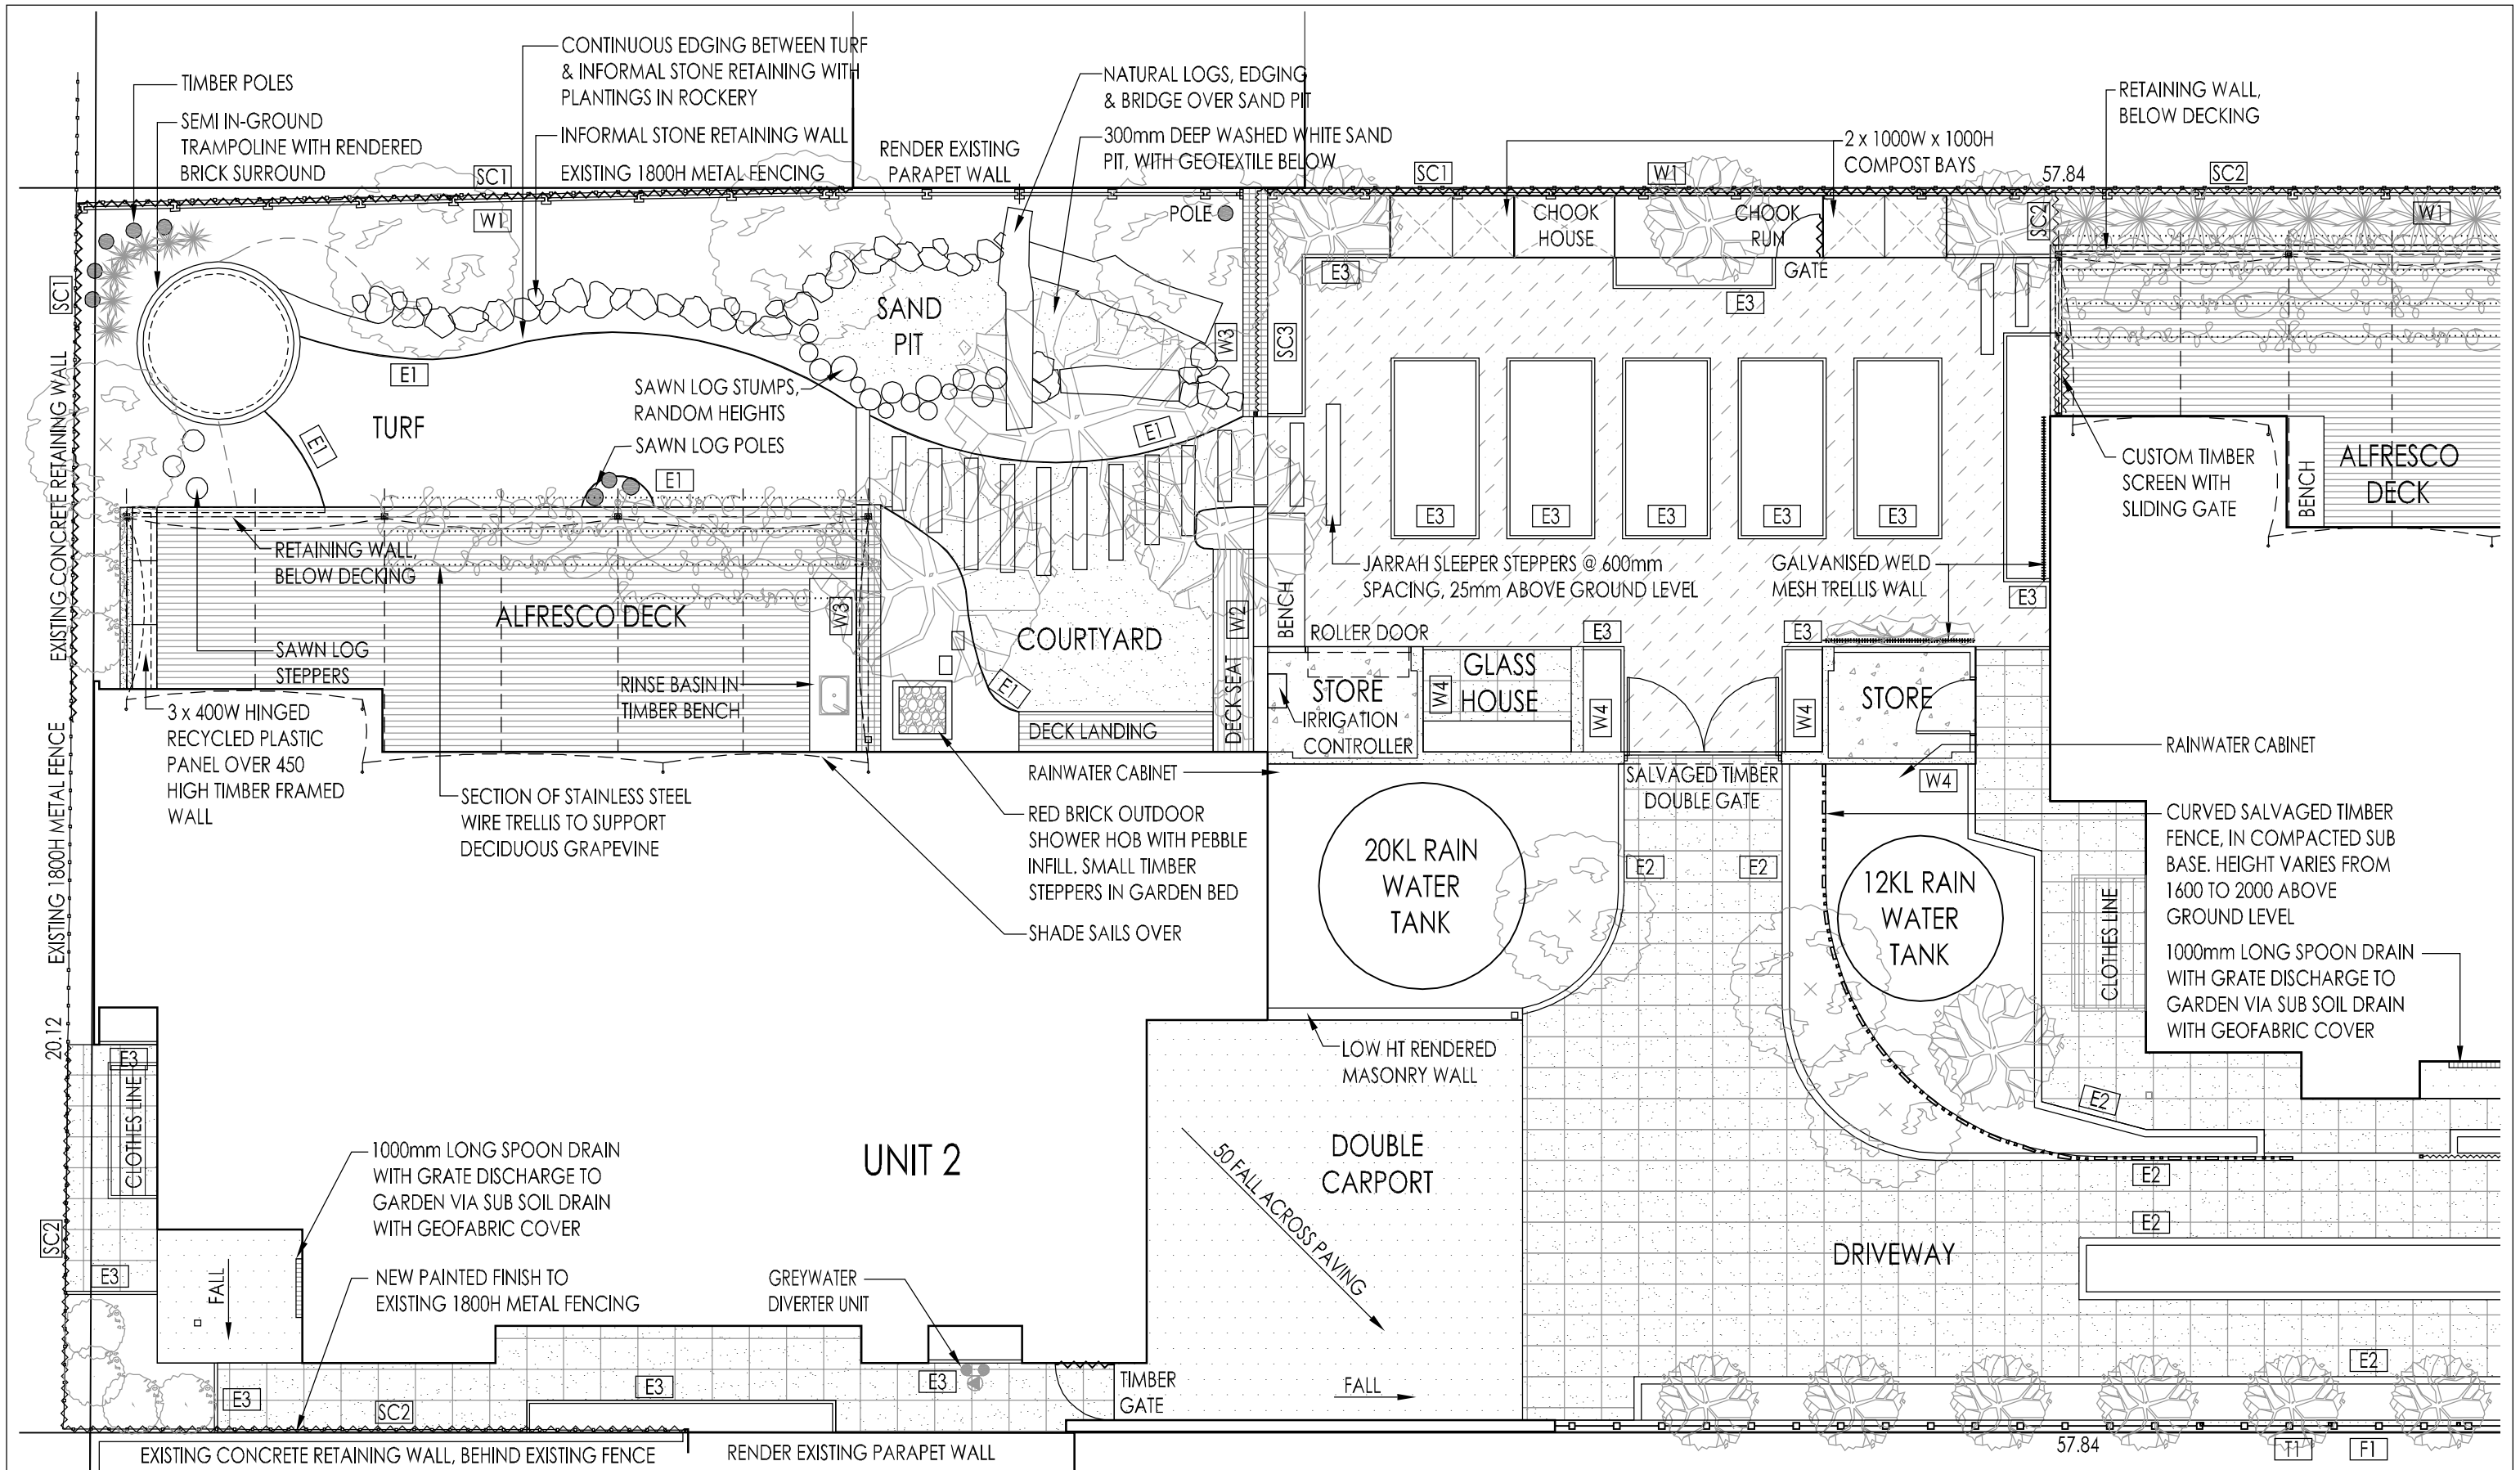 TIMBER POLES
SEMI IN-GROUND
TRAMPOLINE WITH RENDERED
BRICK SURROUND
CONTINUOUS EDGING BETWEEN TURF
& INFORMAL STONE RETAINING WITH
PLANTINGS IN ROCKERY
INFORMAL STONE RETAINING WALL
EXISTING 1800H METAL FENCING
RENDER EXISTING
PARAPET WALL
NATURAL LOGS, EDGING
& BRIDGE OVER SAND PIT
300mm DEEP WASHED WHITE SAND
PIT, WITH GEOTEXTILE BELOW
2 x 1000W x 1000H
COMPOST BAYS
RETAINING WALL,
BELOW DECKING
57.84
SC1
W1
SC1
W1
SC2
W1
SC2
POLE
CHOOK
HOUSE
CHOOK
RUN
GATE
E3
E3
SC1
SAND
PIT
W3
SC3
E1
TURF
SAWN LOG STUMPS,
RANDOM HEIGHTS
SAWN LOG POLES
E1
E1
E1
E3
E3
E3
E3
E3
CUSTOM TIMBER
SCREEN WITH
SLIDING GATE
BENCH
ALFRESCO
DECK
EXISTING CONCRETE RETAINING WALL
RETAINING WALL,
BELOW DECKING
ALFRESCO DECK
W3
SAWN LOG
STEPPERS
RINSE BASIN IN
TIMBER BENCH
COURTYARD
E1
DECK LANDING
DECK SEAT
W2
BENCH
JARRAH SLEEPER STEPPERS @ 600mm
SPACING, 25mm ABOVE GROUND LEVEL
GALVANISED WELD
MESH TRELLIS WALL
E3
ROLLER DOOR
E3
E3
STORE
IRRIGATION
CONTROLLER
GLASS
HOUSE
W4
W4
W4
STORE
3 x 400W HINGED
RECYCLED PLASTIC
PANEL OVER 450
HIGH TIMBER FRAMED
WALL
SECTION OF STAINLESS STEEL
WIRE TRELLIS TO SUPPORT
DECIDUOUS GRAPEVINE
RAINWATER CABINET
RED BRICK OUTDOOR
SHOWER HOB WITH PEBBLE
INFILL. SMALL TIMBER
STEPPERS IN GARDEN BED
SHADE SAILS OVER
SALVAGED TIMBER
DOUBLE GATE
W4
RAINWATER CABINET
20KL RAIN
WATER
TANK
E2
E2
12KL RAIN
WATER
TANK
CURVED SALVAGED TIMBER
FENCE, IN COMPACTED SUB
BASE. HEIGHT VARIES FROM
1600 TO 2000 ABOVE
GROUND LEVEL
CLOTHES LINE
1000mm LONG SPOON DRAIN
WITH GRATE DISCHARGE TO
GARDEN VIA SUB SOIL DRAIN
WITH GEOFABRIC COVER
EXISTING 1800H METAL FENCE
20.12
E3
CLOTHES LINE
LOW HT RENDERED
MASONRY WALL
E2
1000mm LONG SPOON DRAIN
WITH GRATE DISCHARGE TO
GARDEN VIA SUB SOIL DRAIN
WITH GEOFABRIC COVER
UNIT 2
DOUBLE
CARPORT
50 FALL ACROSS PAVING
E2
E2
DRIVEWAY
SC2
E3
FALL
NEW PAINTED FINISH TO
EXISTING 1800H METAL FENCING
GREYWATER
DIVERTER UNIT
E2
E3
SC2
E3
E3
TIMBER
GATE
FALL
EXISTING CONCRETE RETAINING WALL, BEHIND EXISTING FENCE
RENDER EXISTING PARAPET WALL
57.84
T1
F1